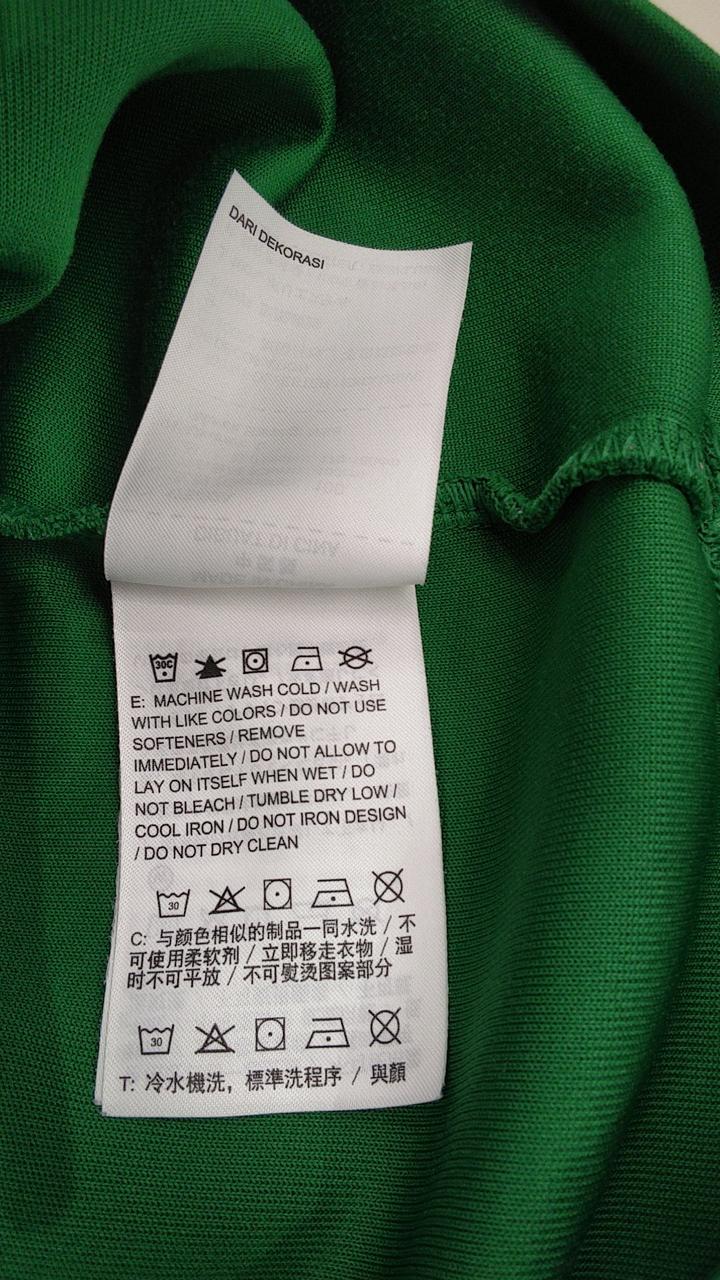 DARI DEKORASI
30C
E: MACHINE WASH COLD / WASH
WITH LIKE COLORS / DO NOT USE
SOFTENERS / REMOVE
IMMEDIATELY / DO NOT ALLOW TO
LAY ON ITSELF WHEN WET / DO
NOT BLEACH / TUMBLE DRY LOW /
COOL IRON / DO NOT IRON DESIGN
/ DO NOT DRY CLEAN
30
C: 与颜色相似的制品一同水洗 / 不
可使用柔软剂 / 立即移走衣物 / 湿
时不可平放 / 不可熨烫图案部分
30
T: 冷水機洗，標準洗程序 / 與顏